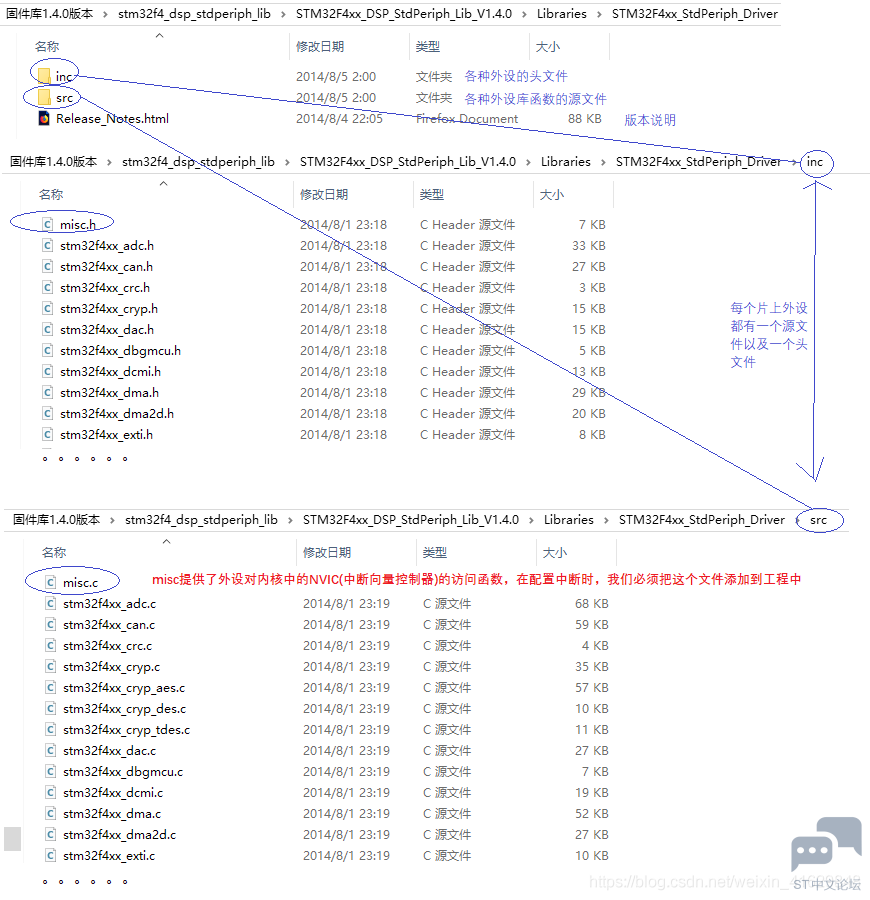 固件库1.4.0版本 › stm32f4_dsp_stdperiph_lib › STM32F4xx_DSP_StdPeriph_Lib_V1.4.0 › Libraries › STM32F4xx_StdPeriph_Driver
名称 修改日期 类型 大小
inc 2014/8/5 2:00 文件夹 各种外设的头文件
src 2014/8/5 2:00 文件夹 各种外设库函数的源文件
Release_Notes.html 2014/8/4 22:05 Firefox Document 88 KB 版本说明
固件库1.4.0版本 › stm32f4_dsp_stdperiph_lib › STM32F4xx_DSP_StdPeriph_Lib_V1.4.0 › Libraries › STM32F4xx_StdPeriph_Driver › inc
名称 修改日期 类型 大小
misc.h 2014/8/1 23:18 C Header 源文件 7 KB
stm32f4xx_adc.h 2014/8/1 23:18 C Header 源文件 33 KB
stm32f4xx_can.h 2014/8/1 23:18 C Header 源文件 27 KB
stm32f4xx_crc.h 2014/8/1 23:18 C Header 源文件 3 KB
stm32f4xx_cryp.h 2014/8/1 23:18 C Header 源文件 15 KB
stm32f4xx_dac.h 2014/8/1 23:18 C Header 源文件 15 KB
stm32f4xx_dbgmcu.h 2014/8/1 23:18 C Header 源文件 5 KB
stm32f4xx_dcmi.h 2014/8/1 23:18 C Header 源文件 13 KB
stm32f4xx_dma.h 2014/8/1 23:18 C Header 源文件 29 KB
stm32f4xx_dma2d.h 2014/8/1 23:18 C Header 源文件 20 KB
stm32f4xx_exti.h 2014/8/1 23:18 C Header 源文件 8 KB
。。。。。。
每个片上外设
都有一个源文
件以及一个头
文件
固件库1.4.0版本 › stm32f4_dsp_stdperiph_lib › STM32F4xx_DSP_StdPeriph_Lib_V1.4.0 › Libraries › STM32F4xx_StdPeriph_Driver › src
名称 修改日期 类型 大小
misc.c misc提供了外设对内核中的NVIC(中断向量控制器)的访问函数，在配置中断时，我们必须把这个文件添加到工程中
stm32f4xx_adc.c 2014/8/1 23:19 C 源文件 68 KB
stm32f4xx_can.c 2014/8/1 23:19 C 源文件 59 KB
stm32f4xx_crc.c 2014/8/1 23:19 C 源文件 4 KB
stm32f4xx_cryp.c 2014/8/1 23:19 C 源文件 35 KB
stm32f4xx_cryp_aes.c 2014/8/1 23:19 C 源文件 57 KB
stm32f4xx_cryp_des.c 2014/8/1 23:19 C 源文件 10 KB
stm32f4xx_cryp_tdes.c 2014/8/1 23:19 C 源文件 11 KB
stm32f4xx_dac.c 2014/8/1 23:19 C 源文件 27 KB
stm32f4xx_dbgmcu.c 2014/8/1 23:19 C 源文件 7 KB
stm32f4xx_dcmi.c 2014/8/1 23:19 C 源文件 19 KB
stm32f4xx_dma.c 2014/8/1 23:19 C 源文件 52 KB
stm32f4xx_dma2d.c 2014/8/1 23:19 C 源文件 27 KB
stm32f4xx_exti.c 2014/8/1 23:19 C 源文件 10 KB
。。。。。。
ST中文论坛